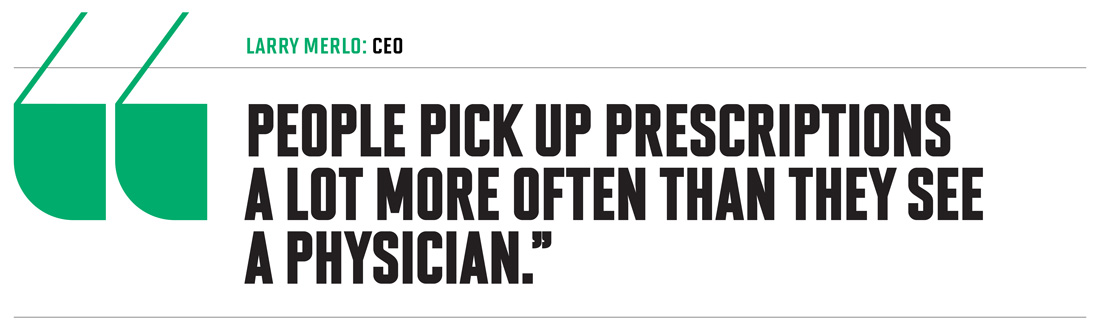 LARRY MERLO: CEO
PEOPLE PICK UP PRESCRIPTIONS
A LOT MORE OFTEN THAN THEY SEE
A PHYSICIAN.”